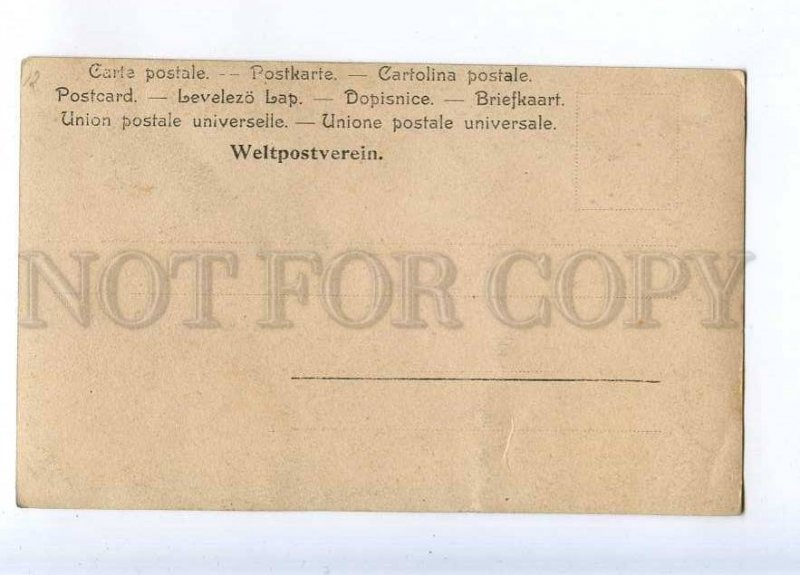 12
Carte postale. -- Postkarte. — Cartolina postale.
Postcard. — Levelezö Lap. — Dopisnice. — Briefkaart.
Union postale universelle. — Unione postale universale.
Weltpostverein.
NOT FOR COPY